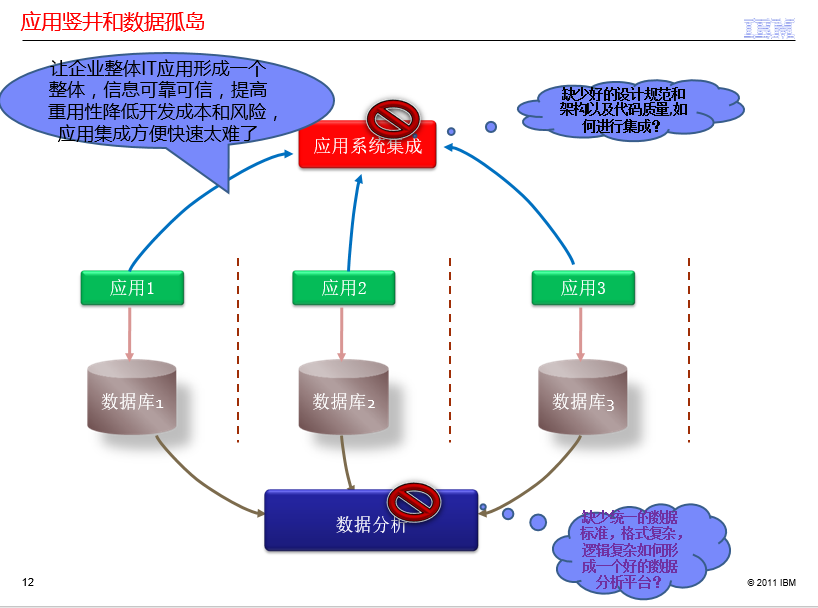 应用竖井和数据孤岛
IBM
让企业整体IT应用形成一个
整体，信息可靠可信，提高
重用性降低开发成本和风险，
应用集成方便快速太难了
缺少好的设计规范和
架构以及代码质量,如
何进行集成？
应用系统集成
应用1
应用2
应用3
数据库1
数据库2
数据库3
数据分析
缺少统一的数据
标准，格式复杂，
逻辑复杂如何形
成一个好的数据
分析平台？
12
© 2011 IBM